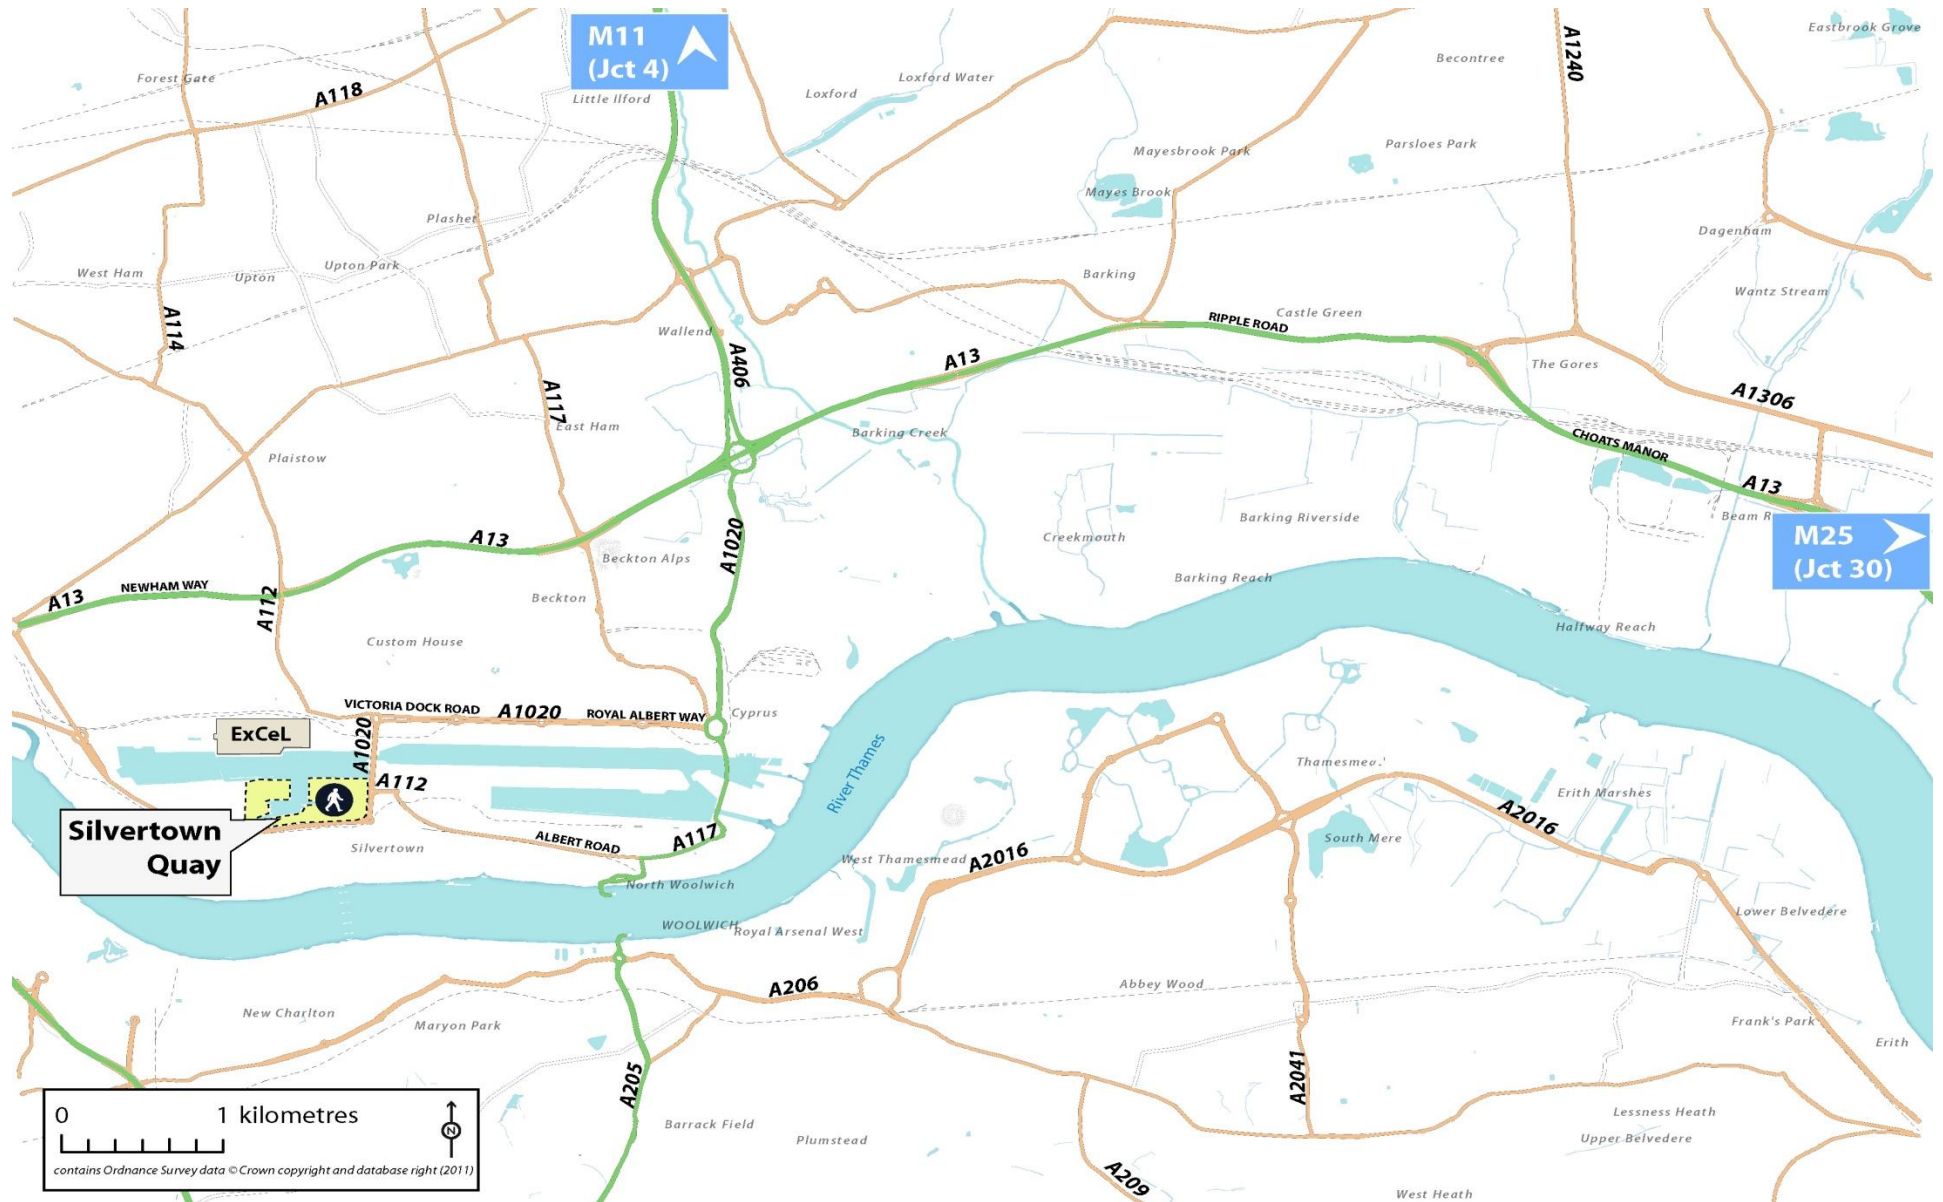 M11
(Jct 4)
Eastbrook Grove
A1240
Becontree
Forest Gate
Loxford Water
Loxford
Little Ilford
A118
Parsloes Park
Mayesbrook Park
Mayes Brook
Plashet
Dagenham
West Ham
Upton
Upton Park
Barking
Wantz Stream
A114
Wallend
RIPPLE ROAD
Castle Green
A406
A13
The Gores
A117
A1306
East Ham
Barking Creek
CHOATS MANOR
Plaistow
A13
Beam R
M25
(Jct 30)
Barking Riverside
A1020
A13
Creekmouth
Beckton Alps
Barking Reach
NEWHAM WAY
A13
A112
Beckton
Halfway Reach
Custom House
VICTORIA DOCK ROAD
A1020
ROYAL ALBERT WAY
Cyprus
ExCeL
A1020
River Thames
Thamesme
A112
Erith Marshes
A2016
Silvertown
Quay
Silvertown
ALBERT ROAD
A117
South Mere
West Thamesmead
A2016
North Woolwich
WOOLWICH
Royal Arsenal West
Lower Belvedere
A206
Abbey Wood
New Charlton
Maryon Park
Frank's Park
Erith
A205
A2041
0 1 kilometres
N
contains Ordnance Survey data © Crown copyright and database right (2011)
Barrack Field
Plumstead
Lessness Heath
Upper Belvedere
A209
West Heath